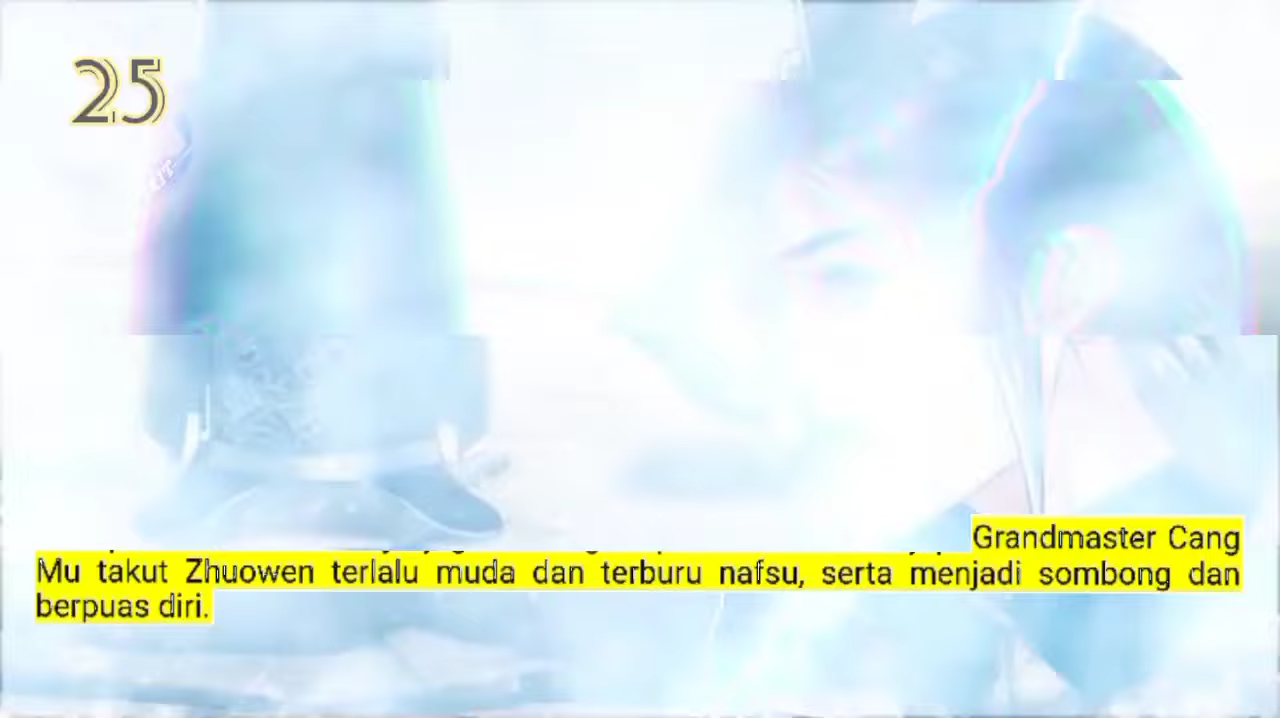 25
Grandmaster Cang
Mu takut Zhuowen terlalu muda dan terburu nafsu, serta menjadi sombong dan
berpuas diri.